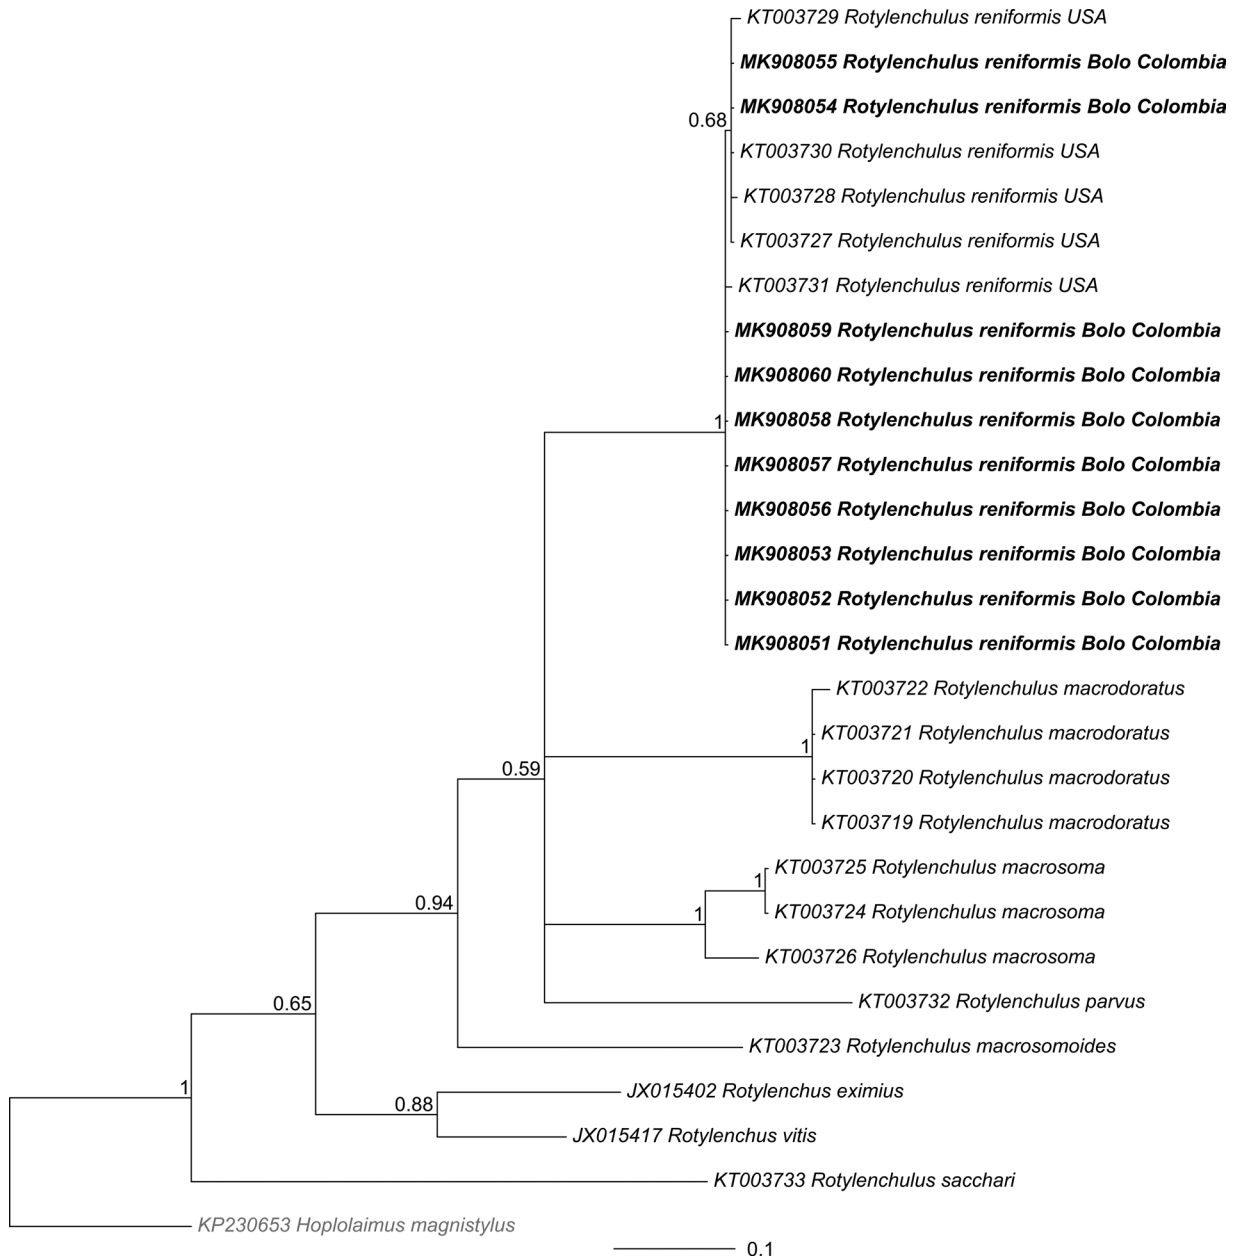 KT003729 Rotylenchulus reniformis USA
MK908055 Rotylenchulus reniformis Bolo Colombia
MK908054 Rotylenchulus reniformis Bolo Colombia
0.68
KT003730 Rotylenchulus reniformis USA
KT003728 Rotylenchulus reniformis USA
KT003727 Rotylenchulus reniformis USA
KT003731 Rotylenchulus reniformis USA
MK908059 Rotylenchulus reniformis Bolo Colombia
MK908060 Rotylenchulus reniformis Bolo Colombia
1
MK908058 Rotylenchulus reniformis Bolo Colombia
MK908057 Rotylenchulus reniformis Bolo Colombia
MK908056 Rotylenchulus reniformis Bolo Colombia
MK908053 Rotylenchulus reniformis Bolo Colombia
MK908052 Rotylenchulus reniformis Bolo Colombia
MK908051 Rotylenchulus reniformis Bolo Colombia
KT003722 Rotylenchulus macrodoratus
KT003721 Rotylenchulus macrodoratus
1
0.59
KT003720 Rotylenchulus macrodoratus
KT003719 Rotylenchulus macrodoratus
KT003725 Rotylenchulus macrosoma
1
0.94
1
KT003724 Rotylenchulus macrosoma
KT003726 Rotylenchulus macrosoma
0.65
KT003732 Rotylenchulus parvus
KT003723 Rotylenchulus macrosomoides
1
JX015402 Rotylenchus eximius
0.88
JX015417 Rotylenchus vitis
KT003733 Rotylenchulus sacchari
KP230653 Hoplolaimus magnistylus
0.1